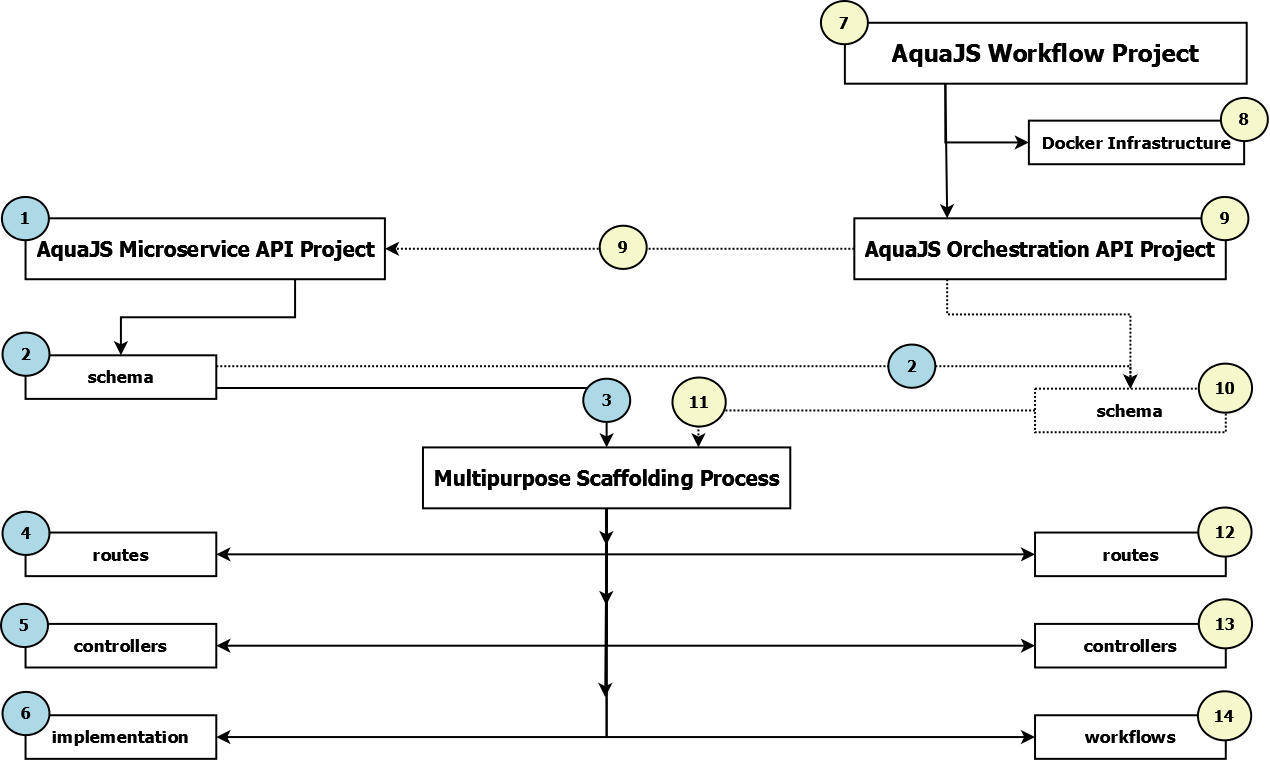 7
AquaJS Workflow Project
8
Docker Infrastructure
1
AquaJS Microservice API Project
9
9
AquaJS Orchestration API Project
2
schema
2
3
11
10
schema
Multipurpose Scaffolding Process
4
routes
12
routes
5
controllers
13
controllers
6
implementation
14
workflows